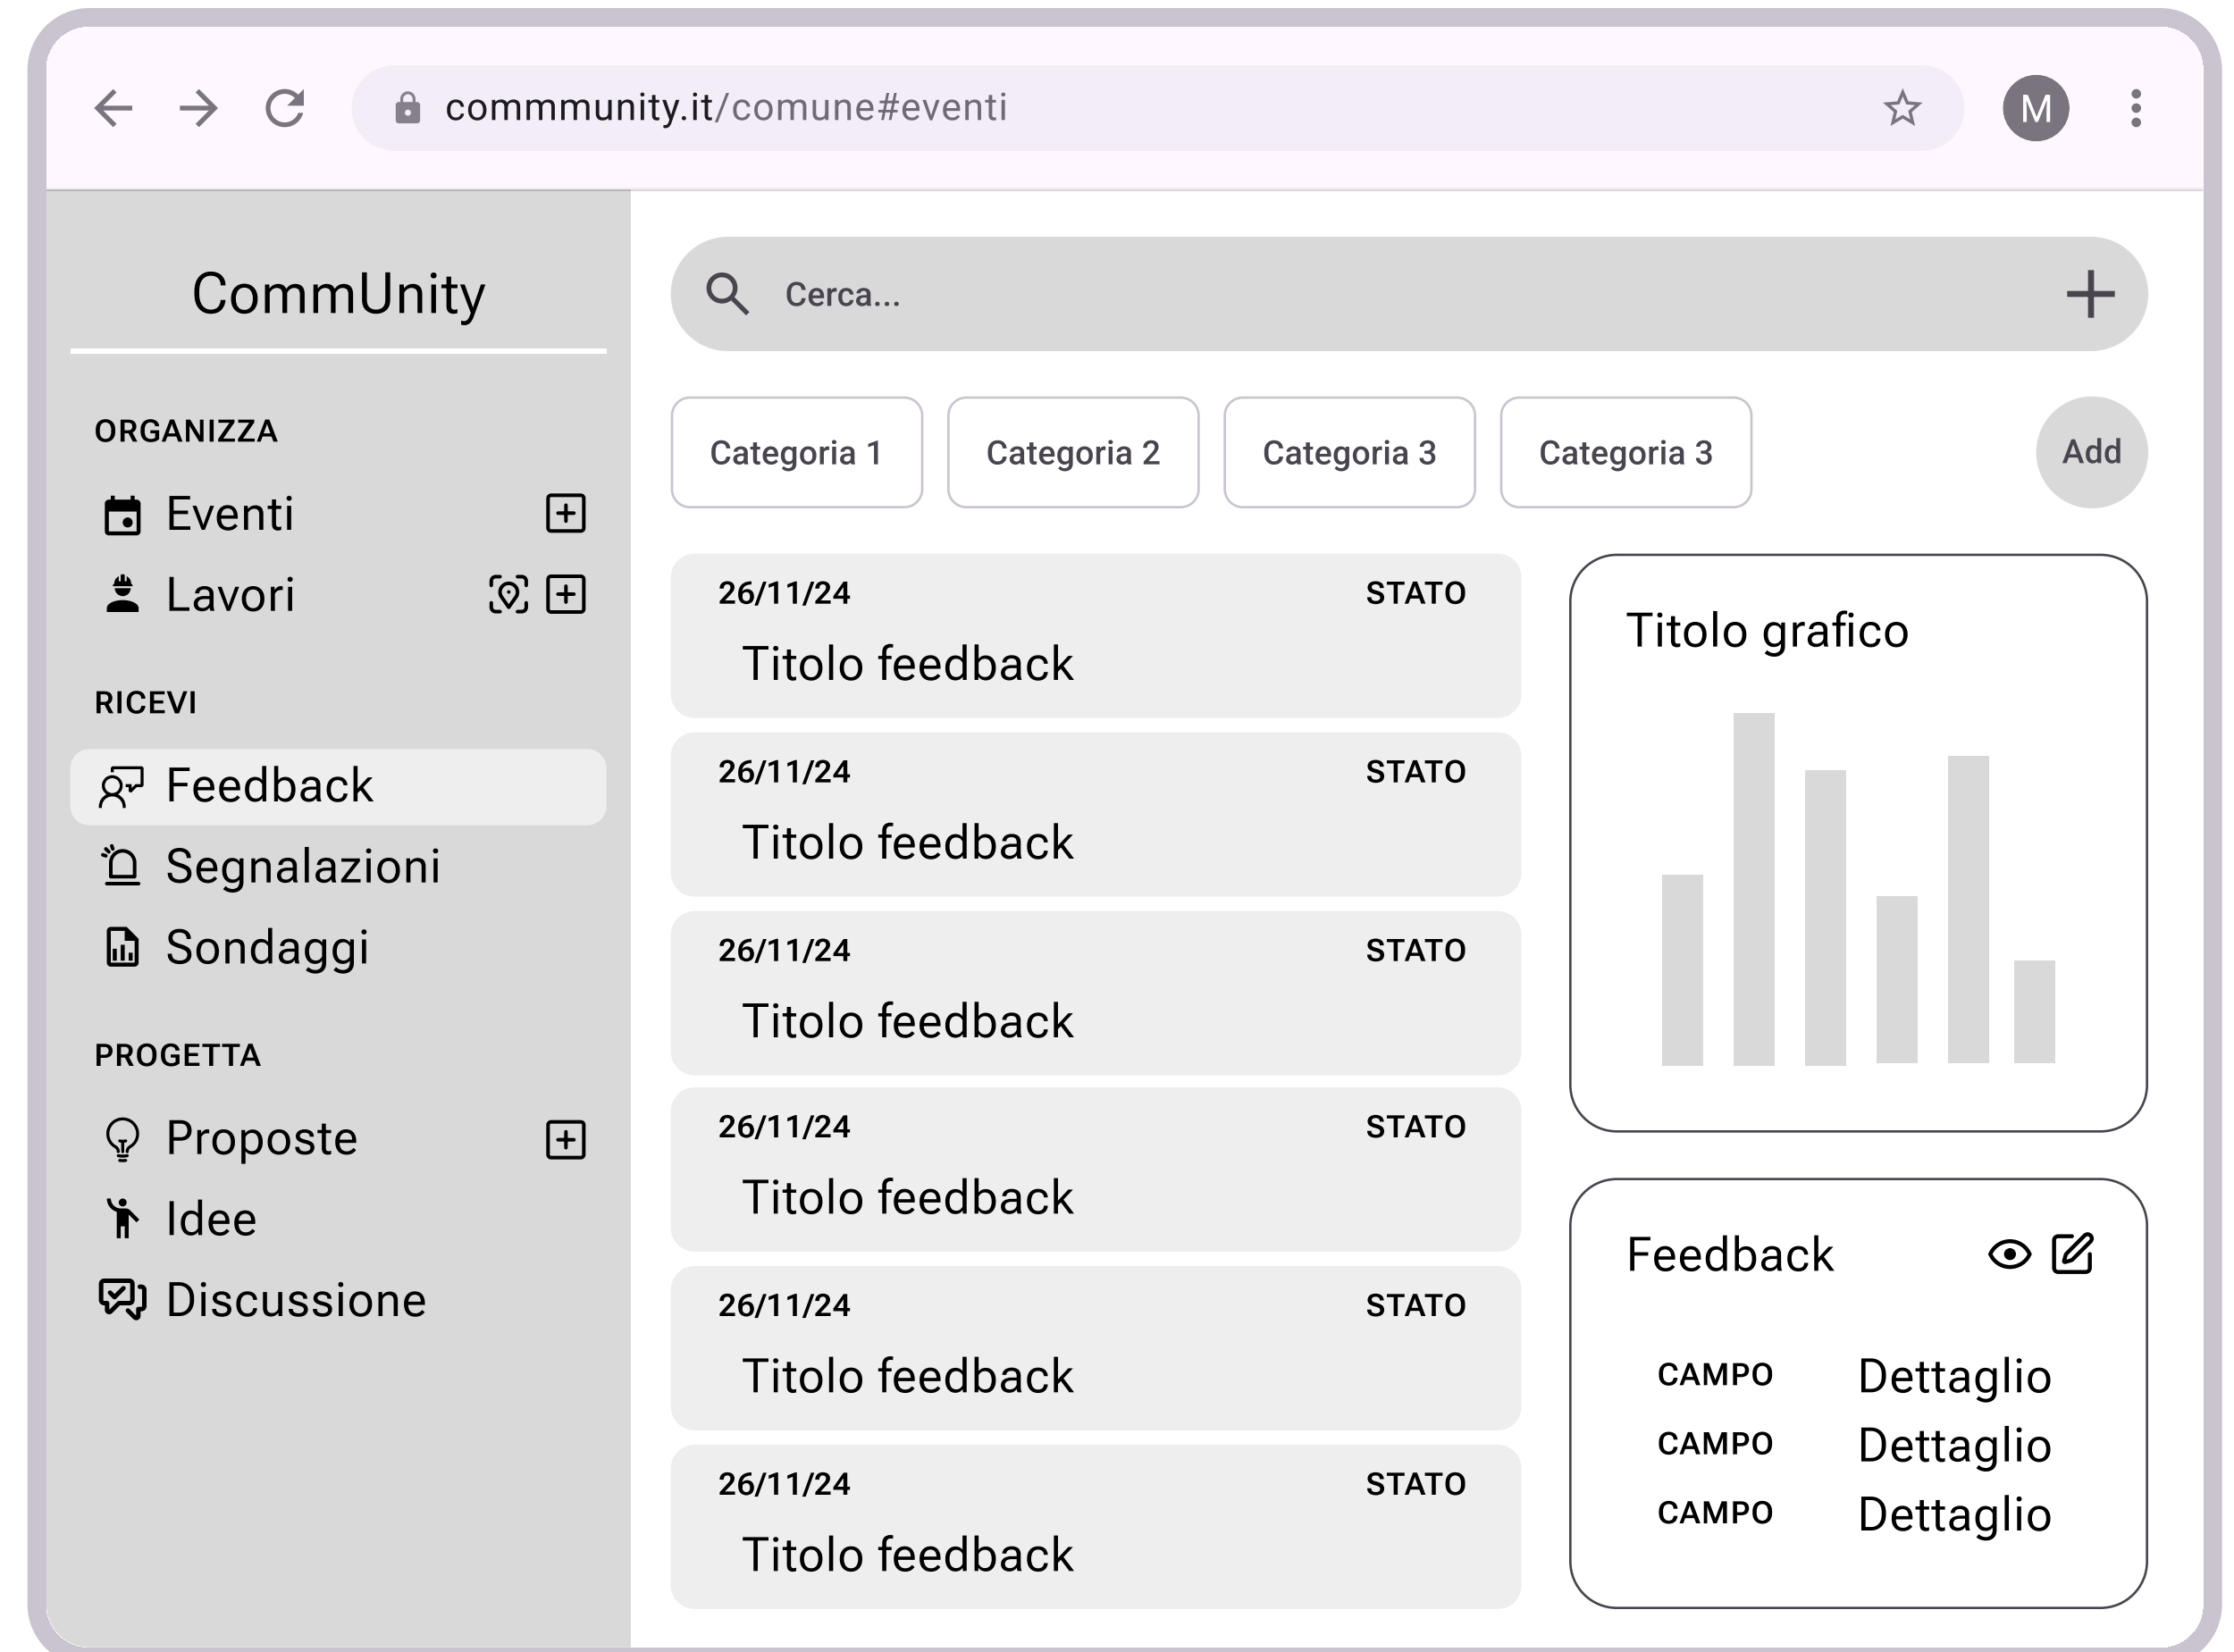 commmunity.it/comune#eventi
M
CommUnity
ORGANIZZA
Eventi
Lavori
RICEVI
Feedback
Segnalazioni
Sondaggi
PROGETTA
Proposte
Idee
Discussione
Cerca...
Categoria 1
Categoria 2
Categoria 3
Categoria 3
Add
26/11/24 STATO
Titolo feedback
26/11/24 STATO
Titolo feedback
26/11/24 STATO
Titolo feedback
26/11/24 STATO
Titolo feedback
26/11/24 STATO
Titolo feedback
26/11/24 STATO
Titolo feedback
Titolo grafico
Feedback
CAMPO Dettaglio
CAMPO Dettaglio
CAMPO Dettaglio